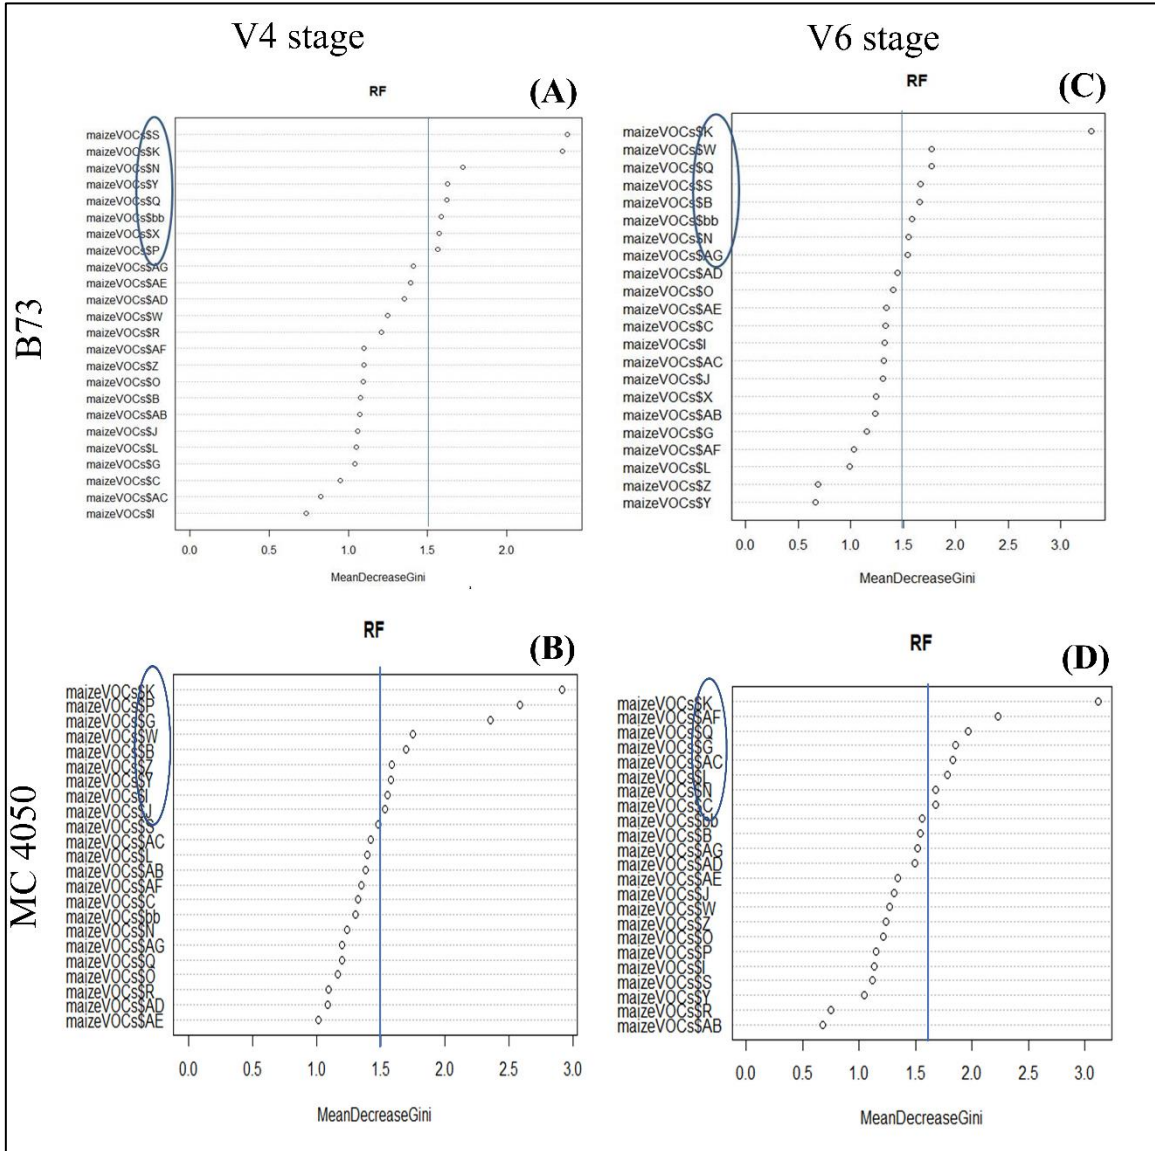 V4 stage
V6 stage
B73
MC 4050
(A)
RF
maizeVOCs$S
maizeVOCs$K
maizeVOCs$N
maizeVOCs$Y
maizeVOCs$Q
maizeVOCs$bb
maizeVOCs$X
maizeVOCs$P
maizeVOCs$AG
maizeVOCs$AE
maizeVOCs$AD
maizeVOCs$W
maizeVOCs$R
maizeVOCs$AF
maizeVOCs$Z
maizeVOCs$O
maizeVOCs$B
maizeVOCs$AB
maizeVOCs$J
maizeVOCs$L
maizeVOCs$G
maizeVOCs$C
maizeVOCs$AC
maizeVOCs$I
0.0 0.5 1.0 1.5 2.0
MeanDecreaseGini
(C)
RF
maizeVOCs$K
maizeVOCs$W
maizeVOCs$Q
maizeVOCs$S
maizeVOCs$B
maizeVOCs$bb
maizeVOCs$N
maizeVOCs$AG
maizeVOCs$AD
maizeVOCs$O
maizeVOCs$AE
maizeVOCs$C
maizeVOCs$I
maizeVOCs$AC
maizeVOCs$J
maizeVOCs$X
maizeVOCs$AB
maizeVOCs$G
maizeVOCs$AF
maizeVOCs$L
maizeVOCs$Z
maizeVOCs$Y
0.0 0.5 1.0 1.5 2.0 2.5 3.0
MeanDecreaseGini
(B)
RF
maizeVOCs$K
maizeVOCs$P
maizeVOCs$G
maizeVOCs$W
maizeVOCs$B
maizeVOCs$Z
maizeVOCs$Y
maizeVOCs$I
maizeVOCs$J
maizeVOCs$S
maizeVOCs$AC
maizeVOCs$L
maizeVOCs$AB
maizeVOCs$AF
maizeVOCs$C
maizeVOCs$bb
maizeVOCs$N
maizeVOCs$AG
maizeVOCs$Q
maizeVOCs$O
maizeVOCs$R
maizeVOCs$AD
maizeVOCs$AE
0.0 0.5 1.0 1.5 2.0 2.5 3.0
MeanDecreaseGini
(D)
RF
maizeVOCs$K
maizeVOCs$AF
maizeVOCs$Q
maizeVOCs$G
maizeVOCs$AC
maizeVOCs$L
maizeVOCs$N
maizeVOCs$C
maizeVOCs$bb
maizeVOCs$B
maizeVOCs$AG
maizeVOCs$AD
maizeVOCs$AE
maizeVOCs$J
maizeVOCs$W
maizeVOCs$Z
maizeVOCs$O
maizeVOCs$P
maizeVOCs$I
maizeVOCs$S
maizeVOCs$Y
maizeVOCs$R
maizeVOCs$AB
0.0 0.5 1.0 1.5 2.0 2.5 3.0
MeanDecreaseGini